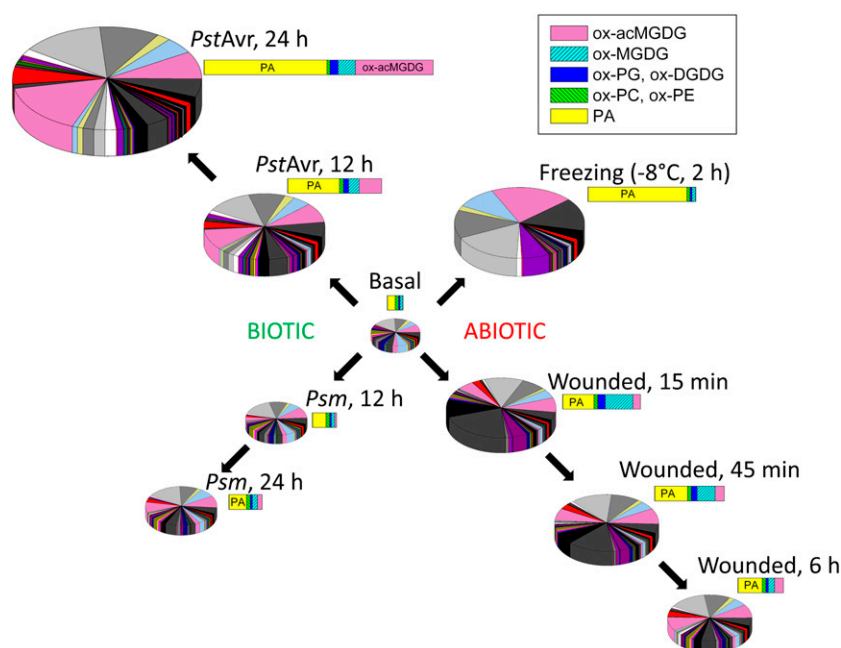 PstAvr, 24 h
PA
ox-acMGDG
ox-acMGDG
ox-MGDG
ox-PG, ox-DGDG
ox-PC, ox-PE
PA
PstAvr, 12 h
PA
Freezing (-8°C, 2 h)
PA
Basal
BIOTIC
ABIOTIC
Psm, 12 h
Wounded, 15 min
PA
Psm, 24 h
PA
Wounded, 45 min
PA
Wounded, 6 h
PA